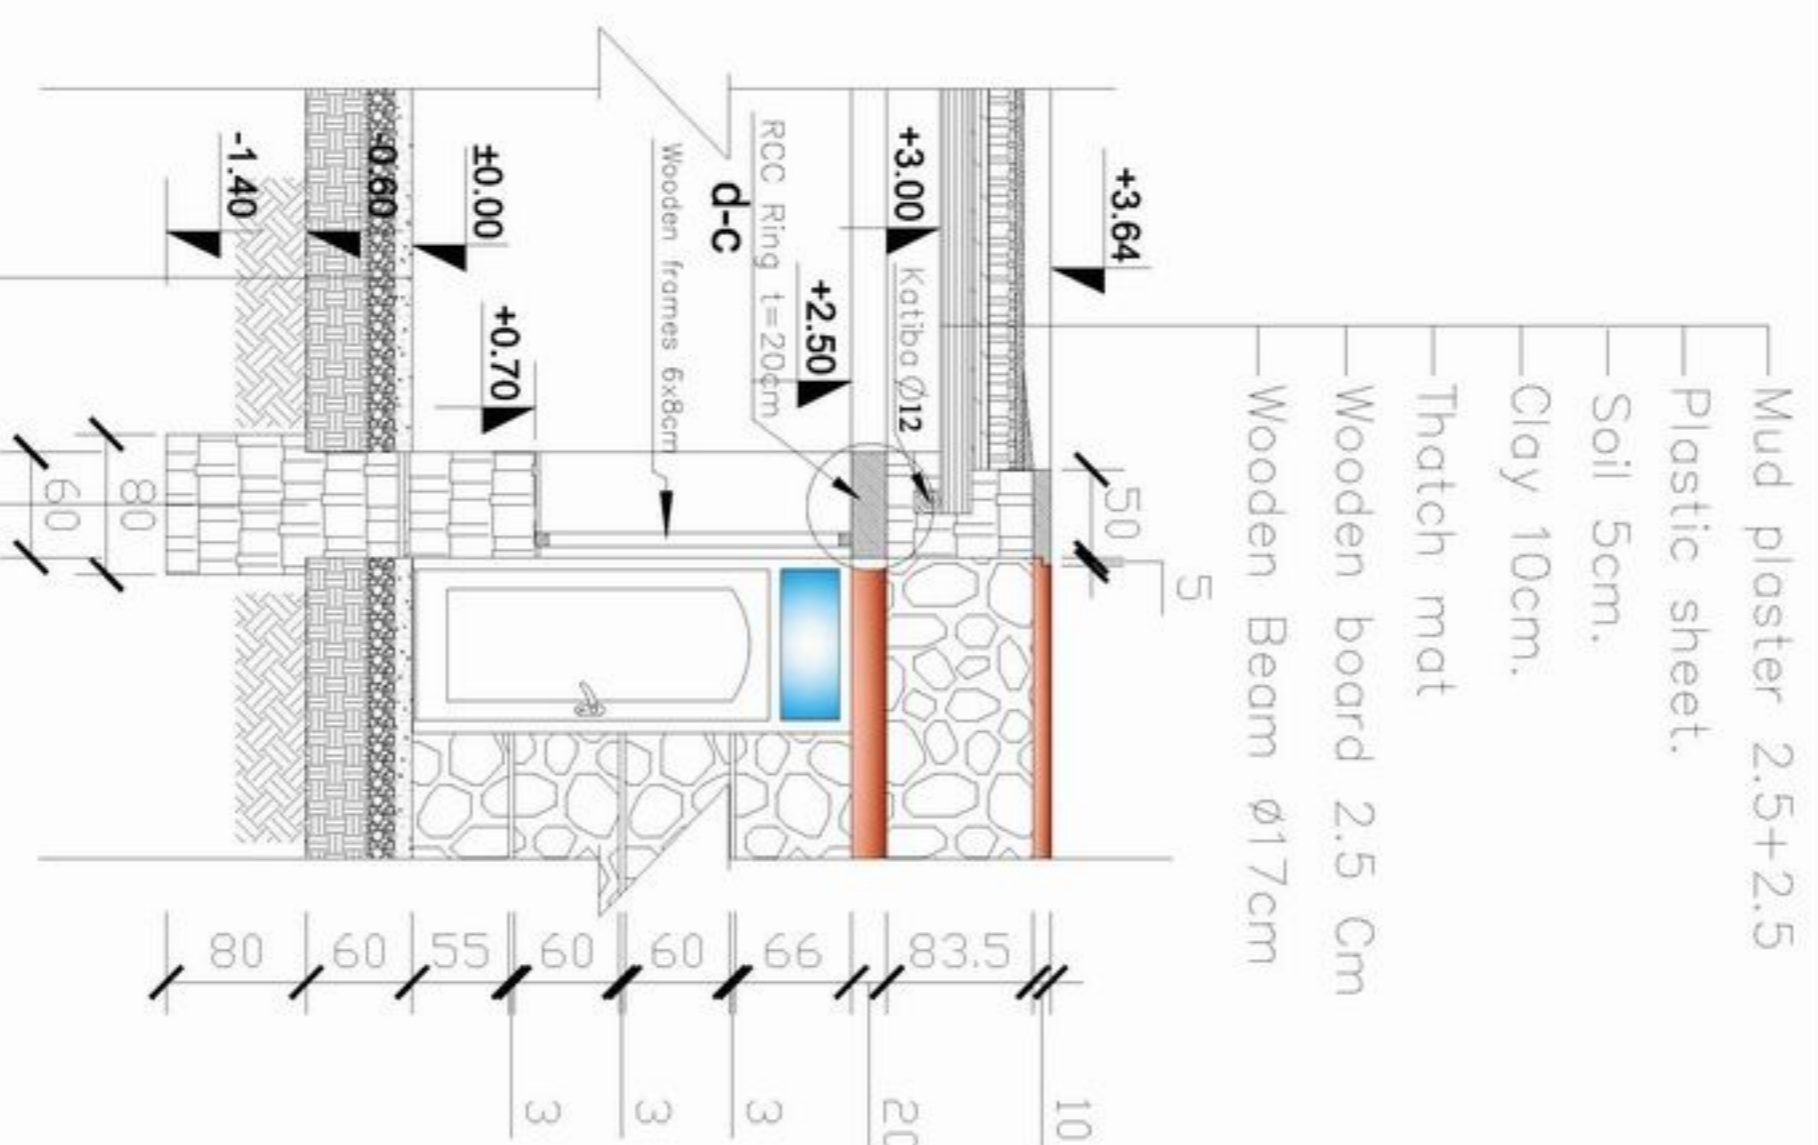 Mud plaster 2.5+2.5
Plastic sheet.
Soil 5cm.
Clay 10cm.
Thatch mat
Wooden board 2.5 Cm
Wooden Beam Ø17cm
+3.64
50
5
10
83.5
+3.00
Katiba Ø12
20
+2.50
RCC Ring t=20cm
d-c
66
3
Wooden frames 6x8cm
60
3
+0.70
60
3
±0.00
55
-0.60
60
-1.40
80
80
60